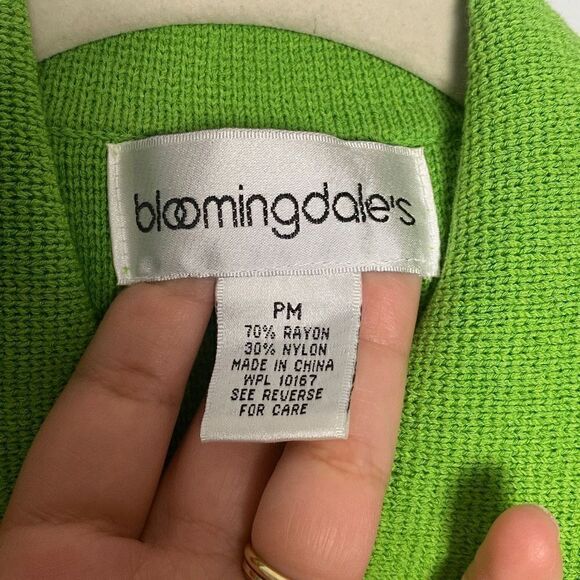 bloomingdale's
PM
70% RAYON
30% NYLON
MADE IN CHINA
WPL 10167
SEE REVERSE
FOR CARE